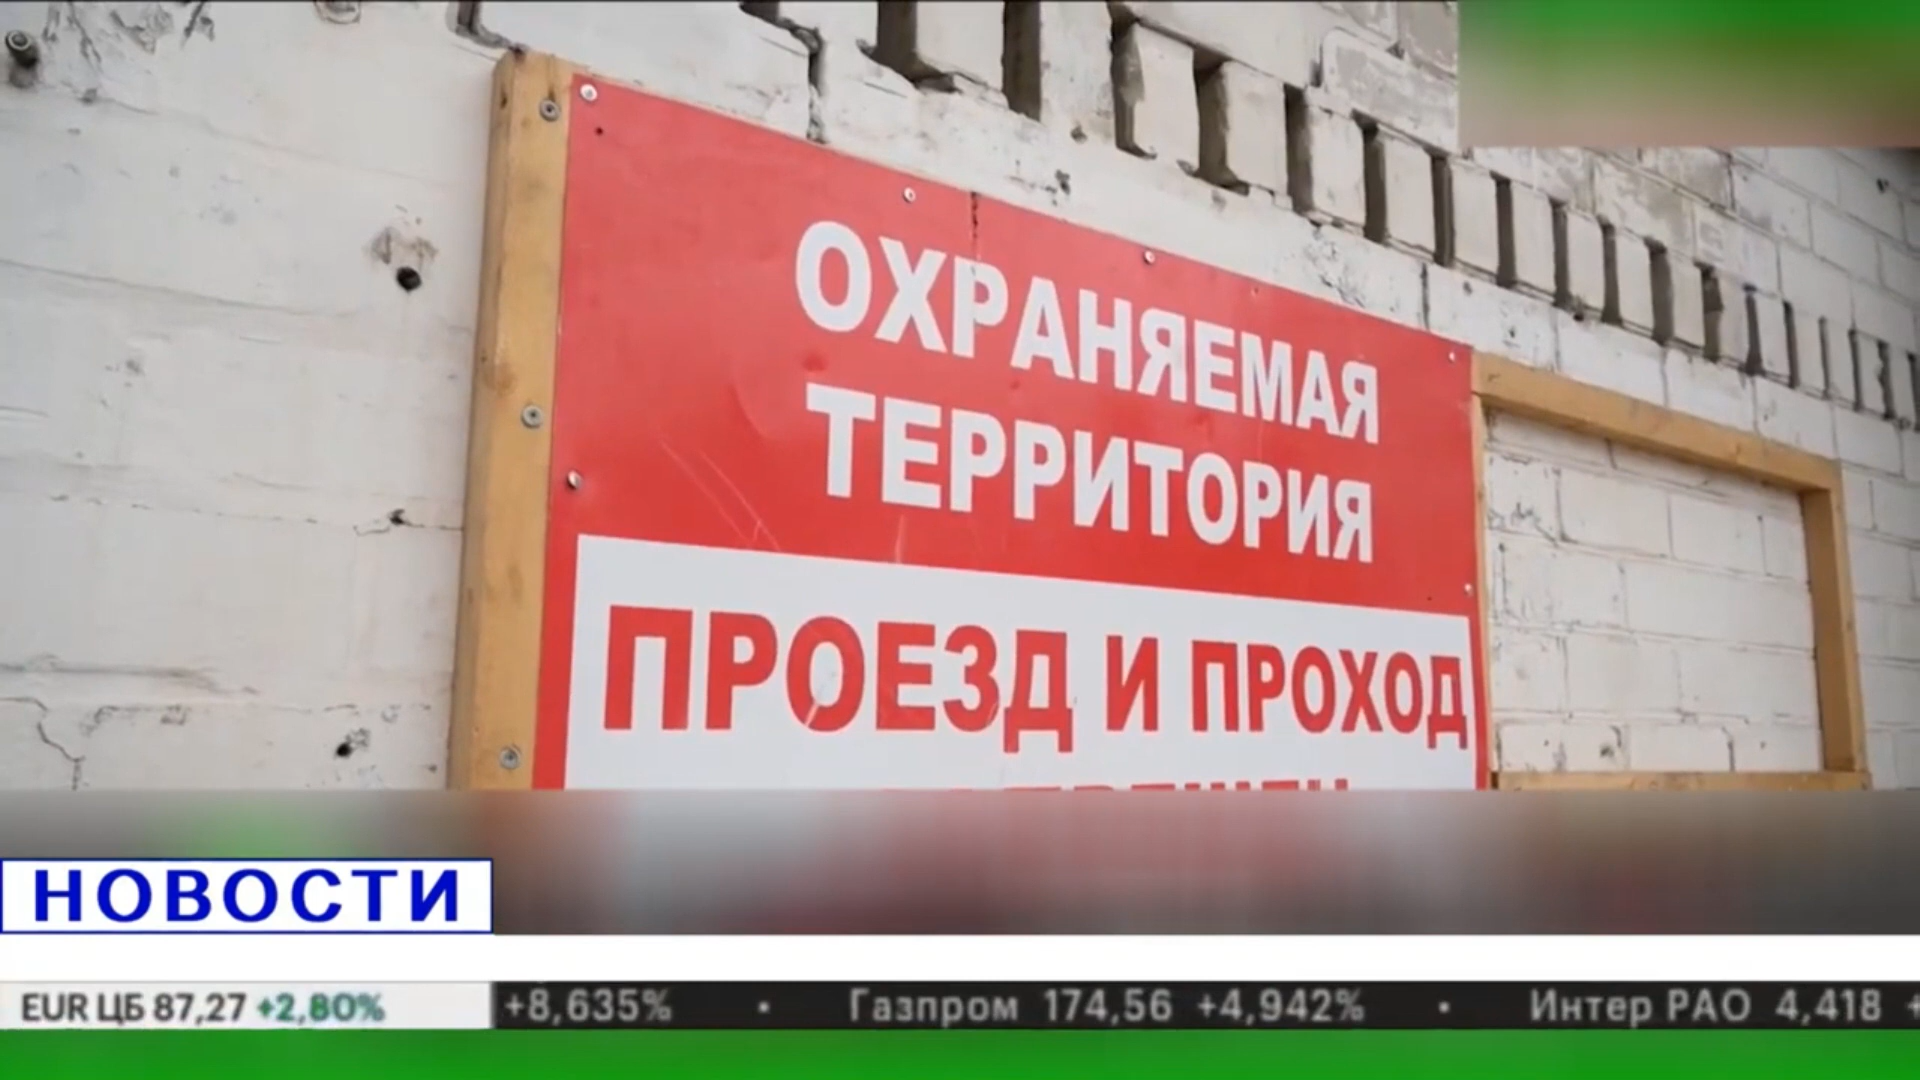 ОХРАНЯЕМАЯ
ТЕРРИТОРИЯ
ПРОЕЗД И ПРОХОД
НОВОСТИ
EUR ЦБ 87,27 +2,80%
+8,635% • Газпром 174,56 +4,942% • Интер РАО 4,418 +